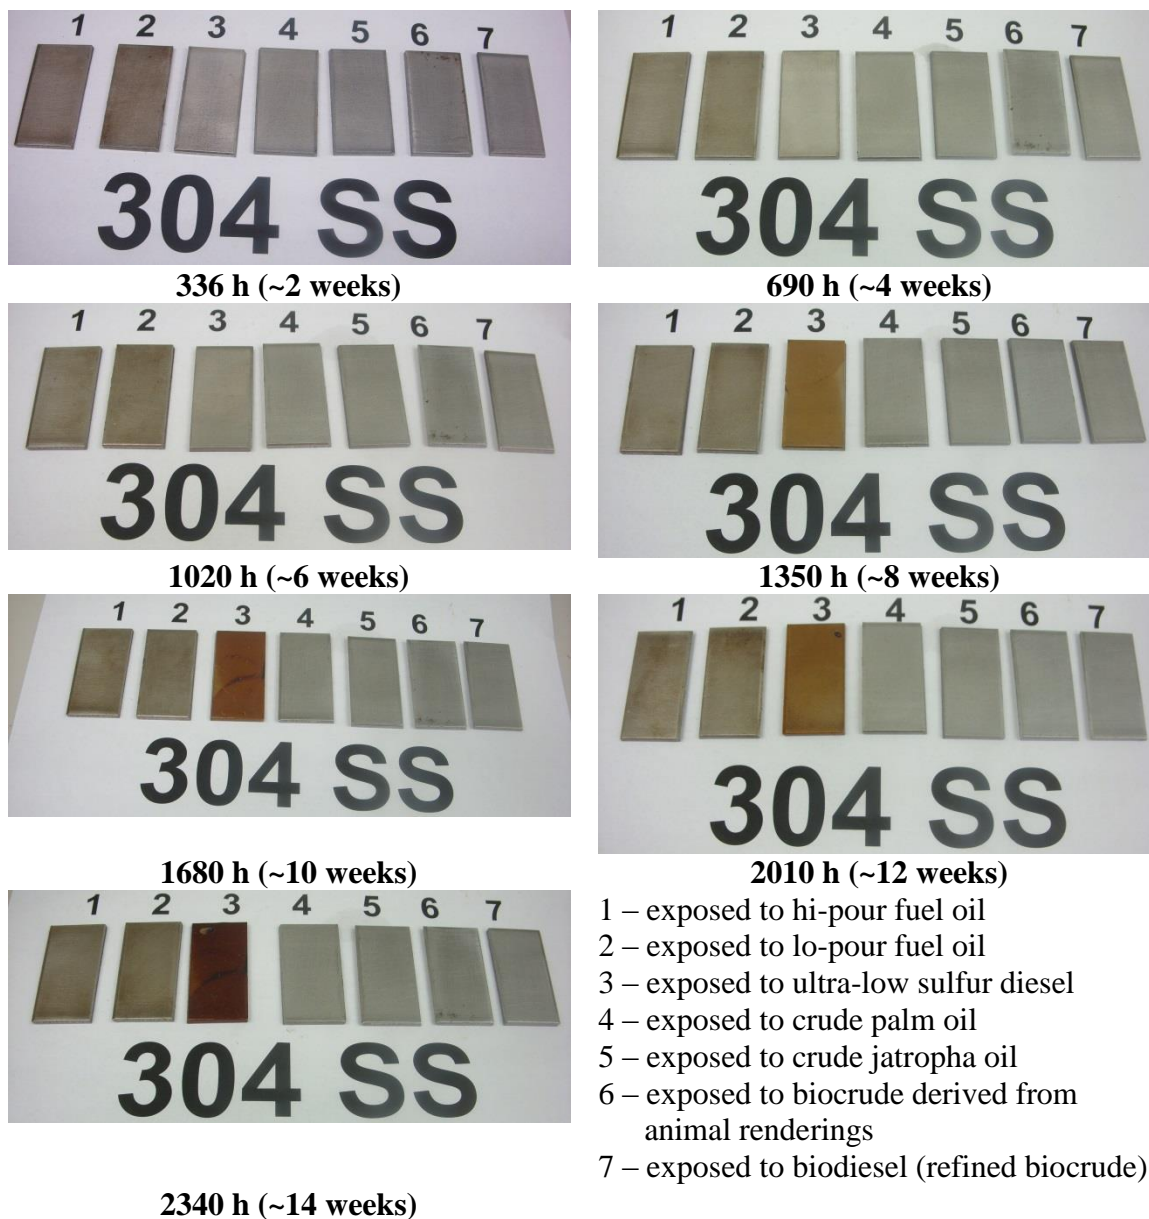 1 2 3 4 5 6 7
304 SS
336 h (~2 weeks)
1 2 3 4 5 6 7
304 SS
690 h (~4 weeks)
1 2 3 4 5 6 7
304 SS
1020 h (~6 weeks)
1 2 3 4 5 6 7
304 SS
1350 h (~8 weeks)
1 2 3 4 5 6 7
304 SS
1680 h (~10 weeks)
1 2 3 4 5 6 7
304 SS
2010 h (~12 weeks)
1 2 3 4 5 6 7
304 SS
2340 h (~14 weeks)
1 – exposed to hi-pour fuel oil
2 – exposed to lo-pour fuel oil
3 – exposed to ultra-low sulfur diesel
4 – exposed to crude palm oil
5 – exposed to crude jatropha oil
6 – exposed to biocrude derived from
animal renderings
7 – exposed to biodiesel (refined biocrude)